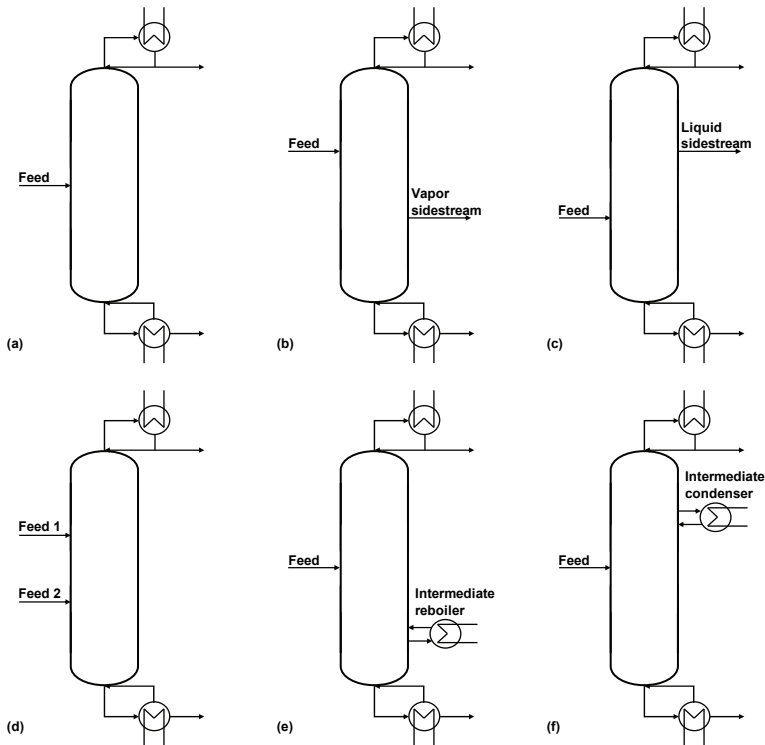 Feed
(a)
Feed
Vapor
sidestream
(b)
Liquid
sidestream
Feed
(c)
Feed 1
Feed 2
(d)
Feed
Intermediate
reboiler
(e)
Intermediate
condenser
Feed
(f)